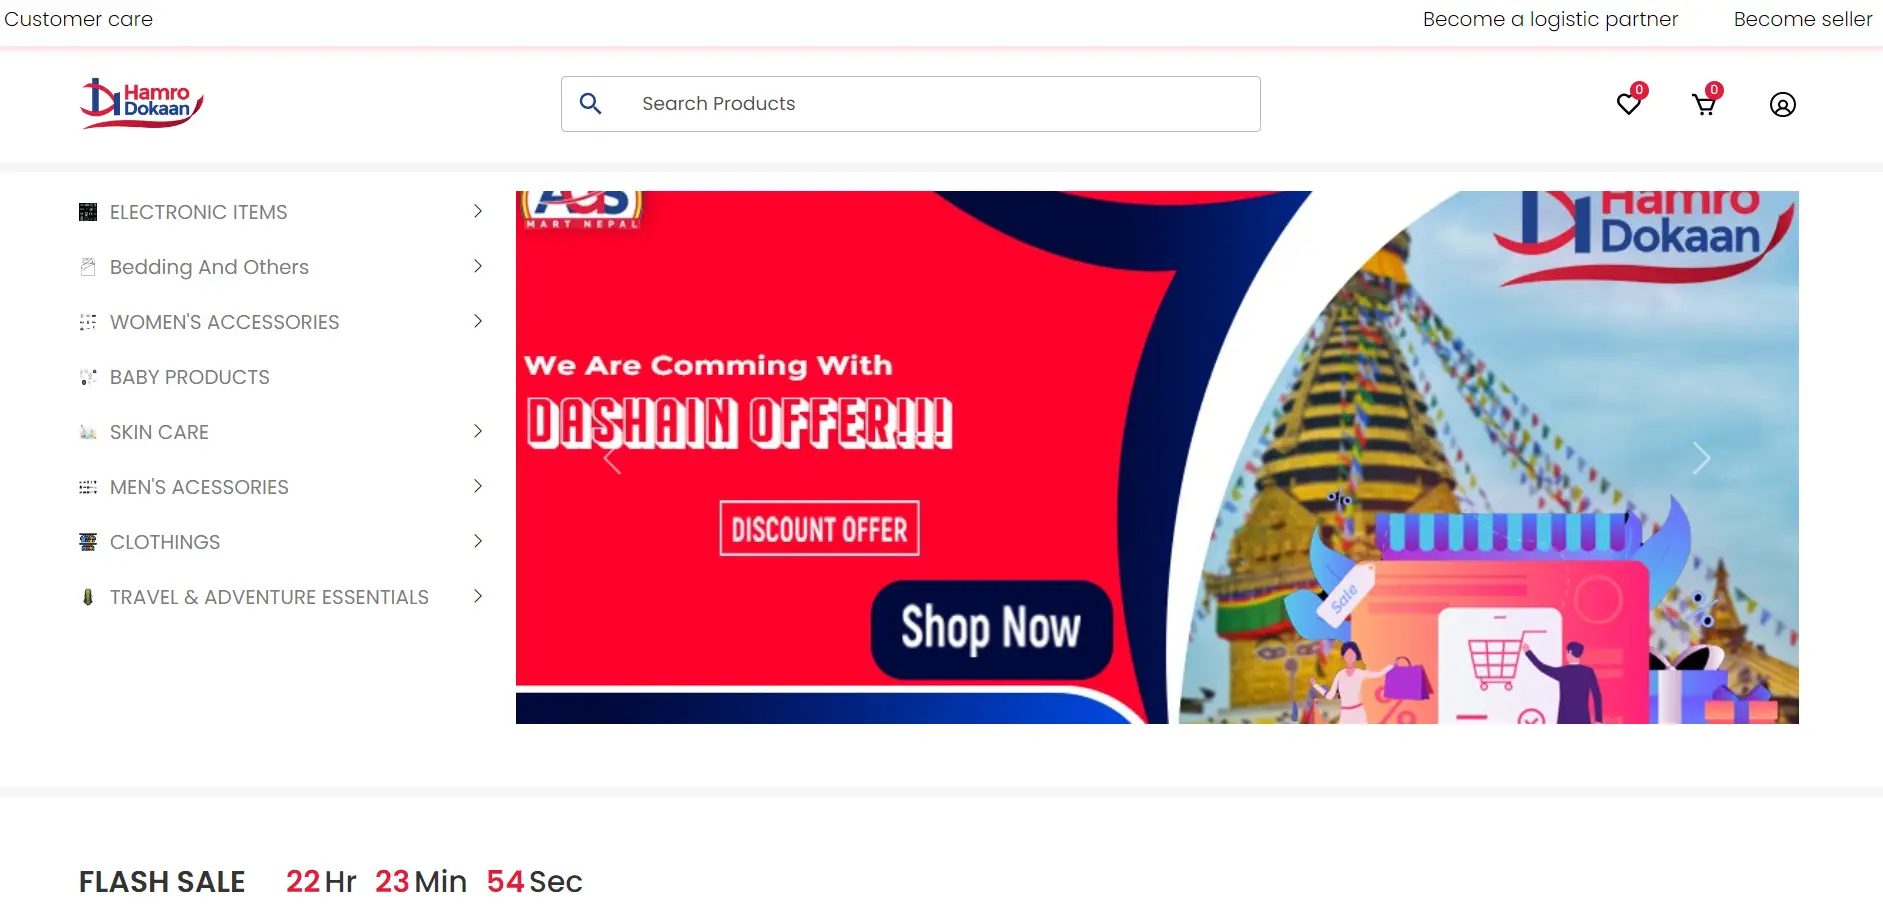 Customer care
Become a logistic partner
Become seller
Hamro
Dokaan
Search Products
0
0
ELECTRONIC ITEMS
Bedding And Others
WOMEN'S ACCESSORIES
BABY PRODUCTS
SKIN CARE
MEN'S ACESSORIES
CLOTHINGS
TRAVEL & ADVENTURE ESSENTIALS
AGS
MART NEPAL
We Are Comming With
DASHAIN OFFER!!!
DISCOUNT OFFER
Shop Now
Hamro
Dokaan
Sale
%
FLASH SALE 22 Hr 23 Min 54 Sec